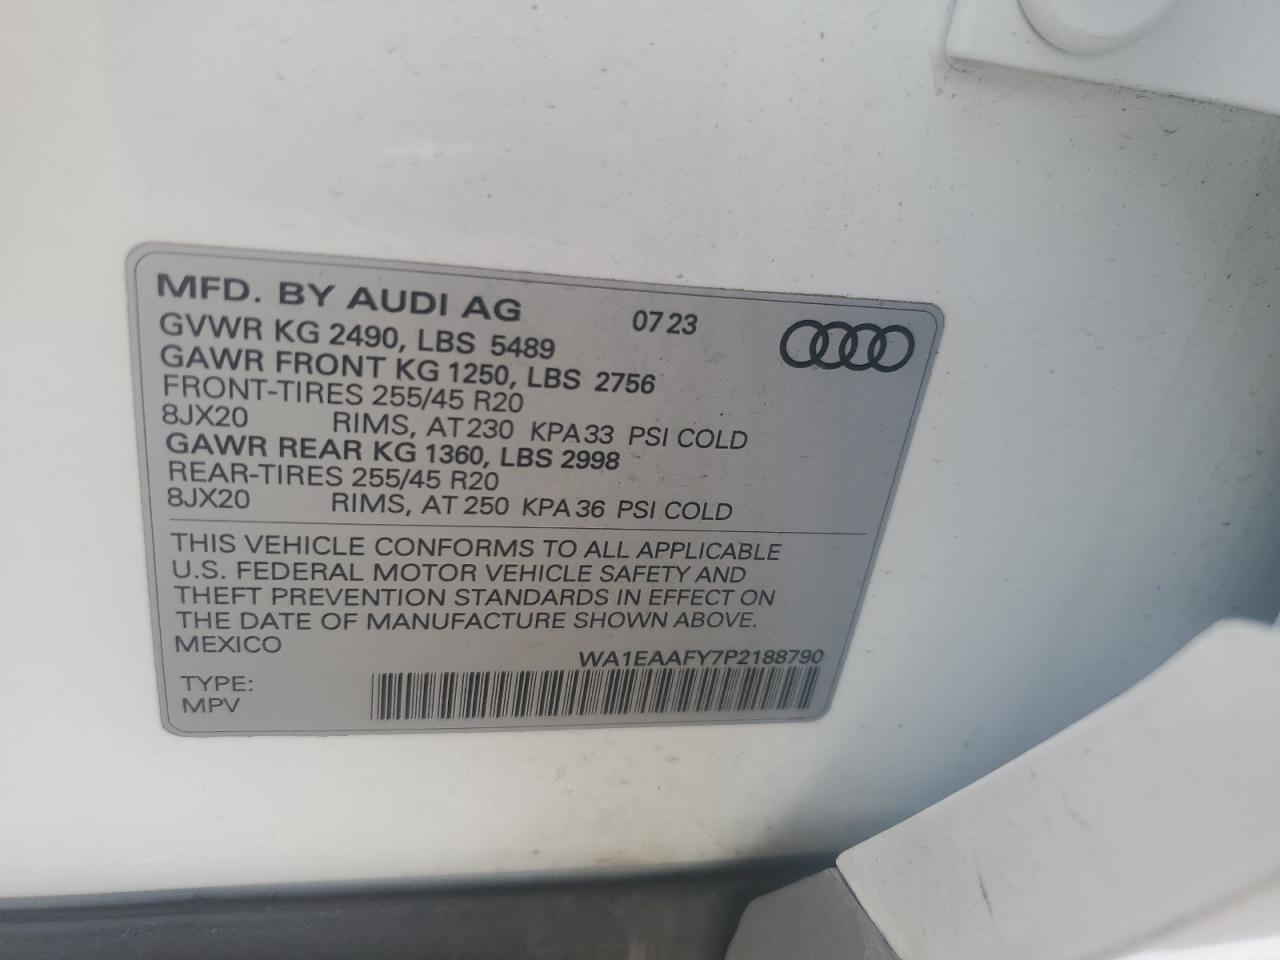 MFD. BY AUDI AG 07 23
GVWR KG 2490, LBS 5489
GAWR FRONT KG 1250, LBS 2756
FRONT-TIRES 255/45 R20
8JX20 RIMS, AT 230 KPA 33 PSI COLD
GAWR REAR KG 1360, LBS 2998
REAR-TIRES 255/45 R20
8JX20 RIMS, AT 250 KPA 36 PSI COLD
THIS VEHICLE CONFORMS TO ALL APPLICABLE
U.S. FEDERAL MOTOR VEHICLE SAFETY AND
THEFT PREVENTION STANDARDS IN EFFECT ON
THE DATE OF MANUFACTURE SHOWN ABOVE.
MEXICO
WA1EAAFY7P2188790
TYPE:
MPV